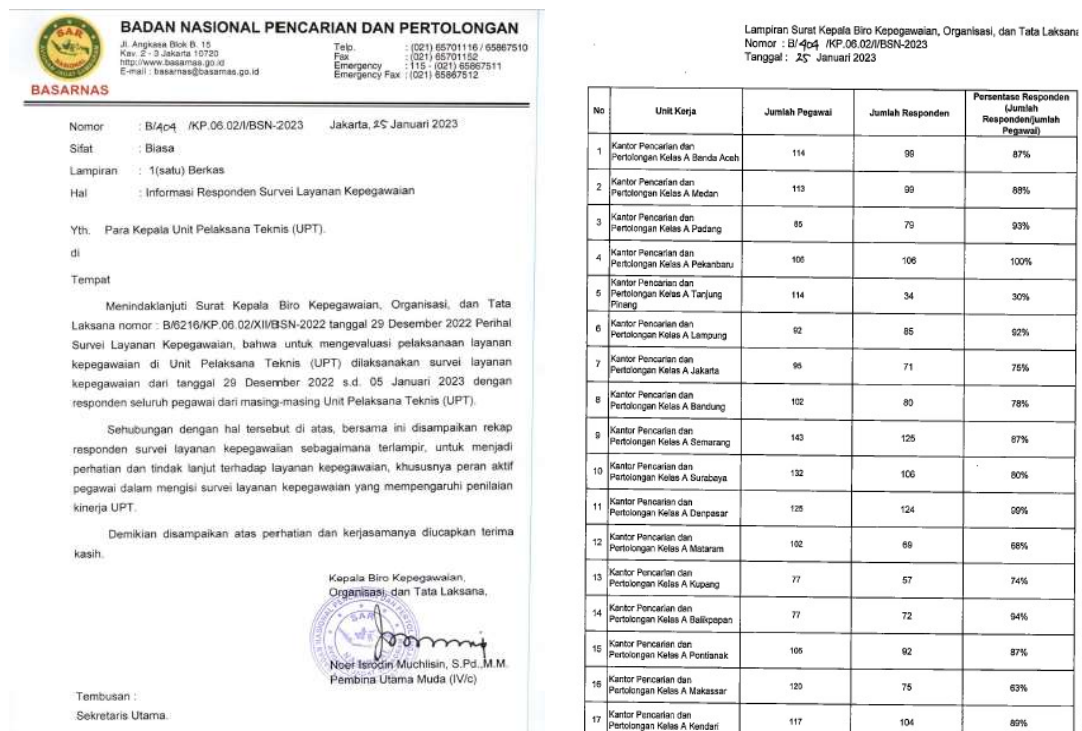 BADAN NASIONAL PENCARIAN DAN PERTOLONGAN
Jl. Angkasa Blok B. 15
Kav. 2 - 3 Jakarta 10720
http://www.basarnas.go.id
E-mail : basarnas@basarnas.go.id
Telp. : (021) 65701116 / 65867510
Fax : (021) 65701152
Emergency : 115 - (021) 65867511
Emergency Fax : (021) 65867512
SAR
NASIONAL
BASARNAS
Nomor : B/404 /KP.06.02/I/BSN-2023 Jakarta, 25 Januari 2023
Sifat : Biasa
Lampiran : 1(satu) Berkas
Hal : Informasi Responden Survei Layanan Kepegawaian
Yth. Para Kepala Unit Pelaksana Teknis (UPT).
di
Tempat
Menindaklanjuti Surat Kepala Biro Kepegawaian, Organisasi, dan Tata
Laksana nomor : B/6216/KP.06.02/XII/BSN-2022 tanggal 29 Desember 2022 Perihal
Survei Layanan Kepegawaian, bahwa untuk mengevaluasi pelaksanaan layanan
kepegawaian di Unit Pelaksana Teknis (UPT) dilaksanakan survei layanan
kepegawaian dari tanggal 29 Desember 2022 s.d. 05 Januari 2023 dengan
responden seluruh pegawai dari masing-masing Unit Pelaksana Teknis (UPT).
Sehubungan dengan hal tersebut di atas, bersama ini disampaikan rekap
responden survei layanan kepegawaian sebagaimana terlampir, untuk menjadi
perhatian dan tindak lanjut terhadap layanan kepegawaian, khususnya peran aktif
pegawai dalam mengisi survei layanan kepegawaian yang mempengaruhi penilaian
kinerja UPT.
Demikian disampaikan atas perhatian dan kerjasamanya diucapkan terima
kasih.
Kepala Biro Kepegawaian,
Organisasi, dan Tata Laksana,
SAR
Noer Isrodin Muchlisin, S.Pd.,M.M.
Pembina Utama Muda (IV/c)
Tembusan :
Sekretaris Utama.
Lampiran Surat Kepala Biro Kepegawaian, Organisasi, dan Tata Laksana
Nomor : B/404 /KP.06.02/I/BSN-2023
Tanggal : 25 Januari 2023
No Unit Kerja Jumlah Pegawai Jumlah Responden Persentase Responden
(Jumlah
Responden/jumlah
Pegawai)
1 Kantor Pencarian dan
Pertolongan Kelas A Banda Aceh 114 99 87%
2 Kantor Pencarian dan
Pertolongan Kelas A Medan 113 99 88%
3 Kantor Pencarian dan
Pertolongan Kelas A Padang 85 79 93%
4 Kantor Pencarian dan
Pertolongan Kelas A Pekanbaru 106 106 100%
5 Kantor Pencarian dan
Pertolongan Kelas A Tanjung
Pinang 114 34 30%
6 Kantor Pencarian dan
Pertolongan Kelas A Lampung 92 85 92%
7 Kantor Pencarian dan
Pertolongan Kelas A Jakarta 95 71 75%
8 Kantor Pencarian dan
Pertolongan Kelas A Bandung 102 80 78%
9 Kantor Pencarian dan
Pertolongan Kelas A Semarang 143 125 87%
10 Kantor Pencarian dan
Pertolongan Kelas A Surabaya 132 106 80%
11 Kantor Pencarian dan
Pertolongan Kelas A Denpasar 125 124 99%
12 Kantor Pencarian dan
Pertolongan Kelas A Mataram 102 69 68%
13 Kantor Pencarian dan
Pertolongan Kelas A Kupang 77 57 74%
14 Kantor Pencarian dan
Pertolongan Kelas A Balikpapan 77 72 94%
15 Kantor Pencarian dan
Pertolongan Kelas A Pontianak 106 92 87%
16 Kantor Pencarian dan
Pertolongan Kelas A Makassar 120 75 63%
17 Kantor Pencarian dan
Pertolongan Kelas A Kendari 117 104 89%